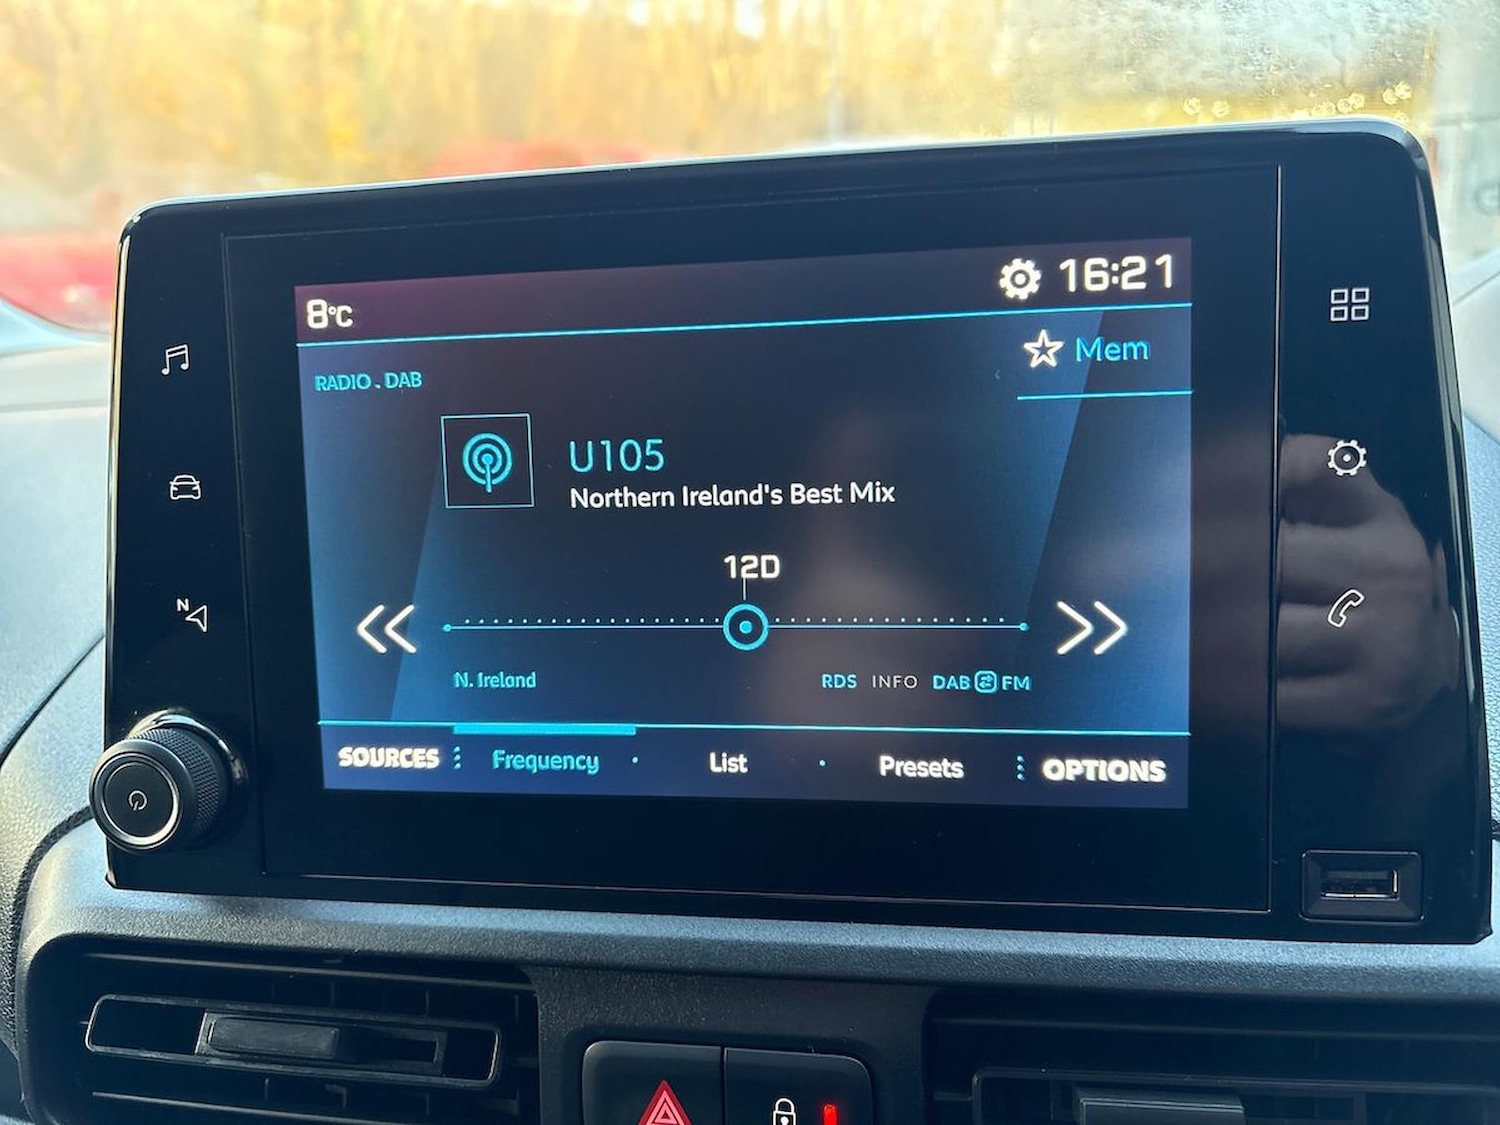 8°C
16:21
Mem
RADIO . DAB
U105
Northern Ireland's Best Mix
12D
N. Ireland
RDS INFO DAB FM
SOURCES Frequency List Presets OPTIONS
N